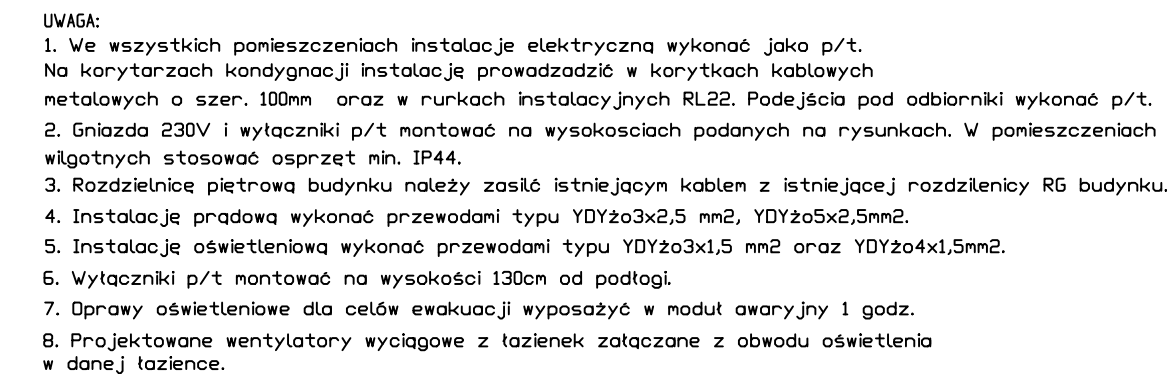 UWAGA:
1. We wszystkich pomieszczeniach instalacje elektryczną wykonać jako p/t.
Na korytarzach kondygnacji instalację prowadzadzić w korytkach kablowych
metalowych o szer. 100mm oraz w rurkach instalacyjnych RL22. Podejścia pod odbiorniki wykonać p/t.
2. Gniazda 230V i wyłączniki p/t montować na wysokosciach podanych na rysunkach. W pomieszczeniach
wilgotnych stosować osprzęt min. IP44.
3. Rozdzielnicę piętrową budynku należy zasilć istniejącym kablem z istniejącej rozdzilenicy RG budynku.
4. Instalację prądową wykonać przewodami typu YDYżo3x2,5 mm2, YDYżo5x2,5mm2.
5. Instalację oświetleniową wykonać przewodami typu YDYżo3x1,5 mm2 oraz YDYżo4x1,5mm2.
6. Wyłączniki p/t montować na wysokości 130cm od podłogi.
7. Oprawy oświetleniowe dla celów ewakuacji wyposażyć w moduł awaryjny 1 godz.
8. Projektowane wentylatory wyciągowe z łazienek załączane z obwodu oświetlenia
w danej łazience.